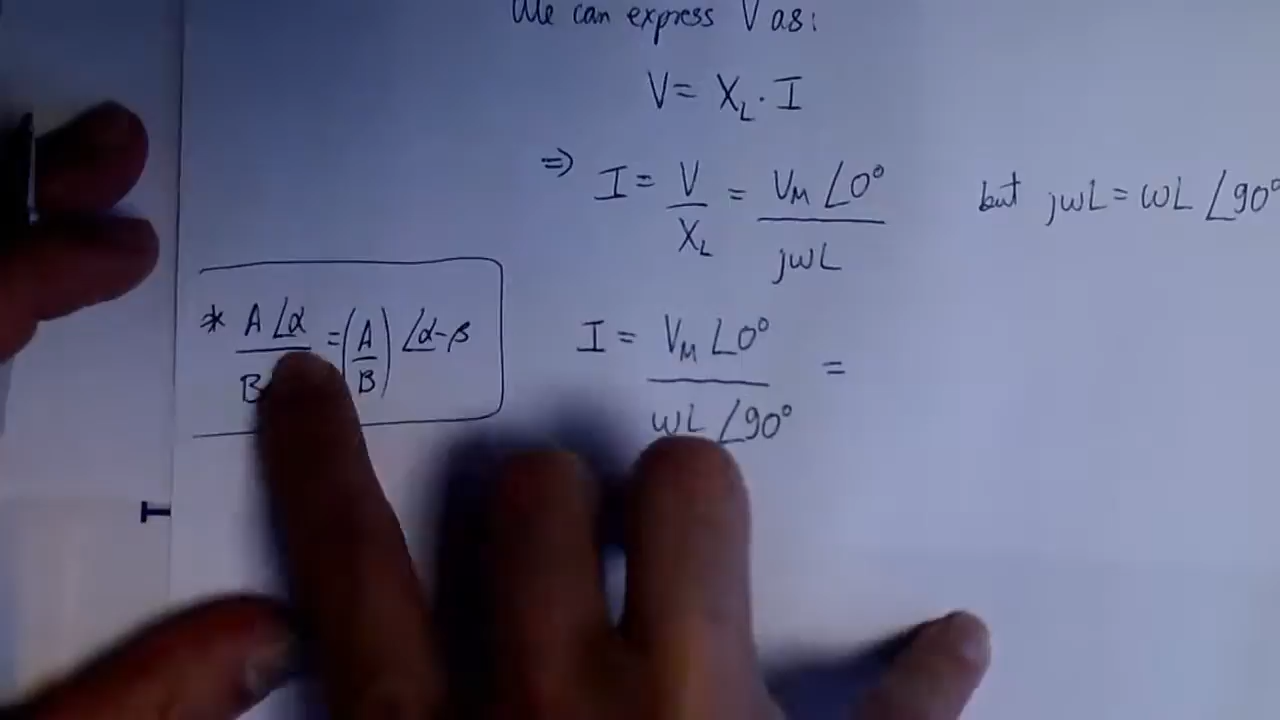 We can express V as:
V = X_L · I
⇒ I = V / X_L = V_M ∠0° / jωL but jωL = ωL ∠90°
* A ∠α / B = (A / B) ∠α-β
I = V_M ∠0° / ωL ∠90° =